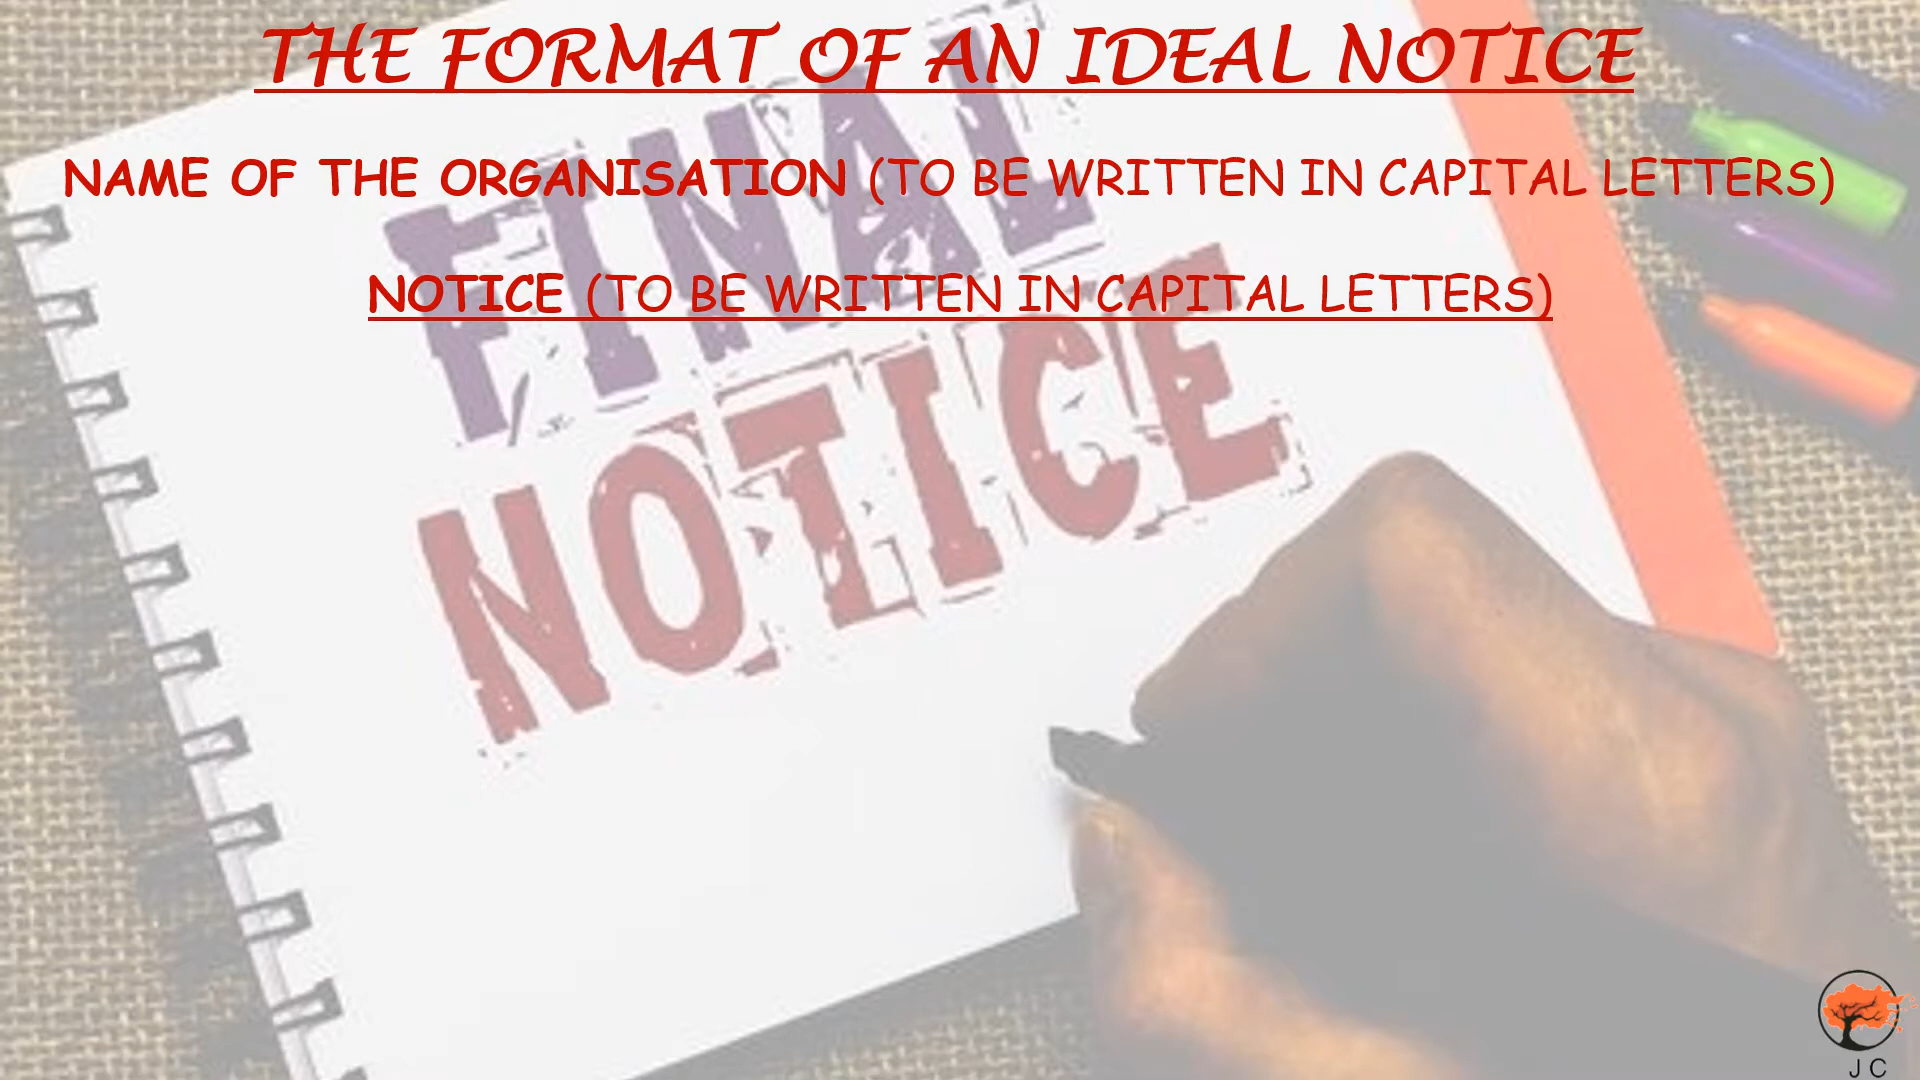 THE FORMAT OF AN IDEAL NOTICE
NAME OF THE ORGANISATION (TO BE WRITTEN IN CAPITAL LETTERS)
NOTICE (TO BE WRITTEN IN CAPITAL LETTERS)
FINAL
NOTICE
J C